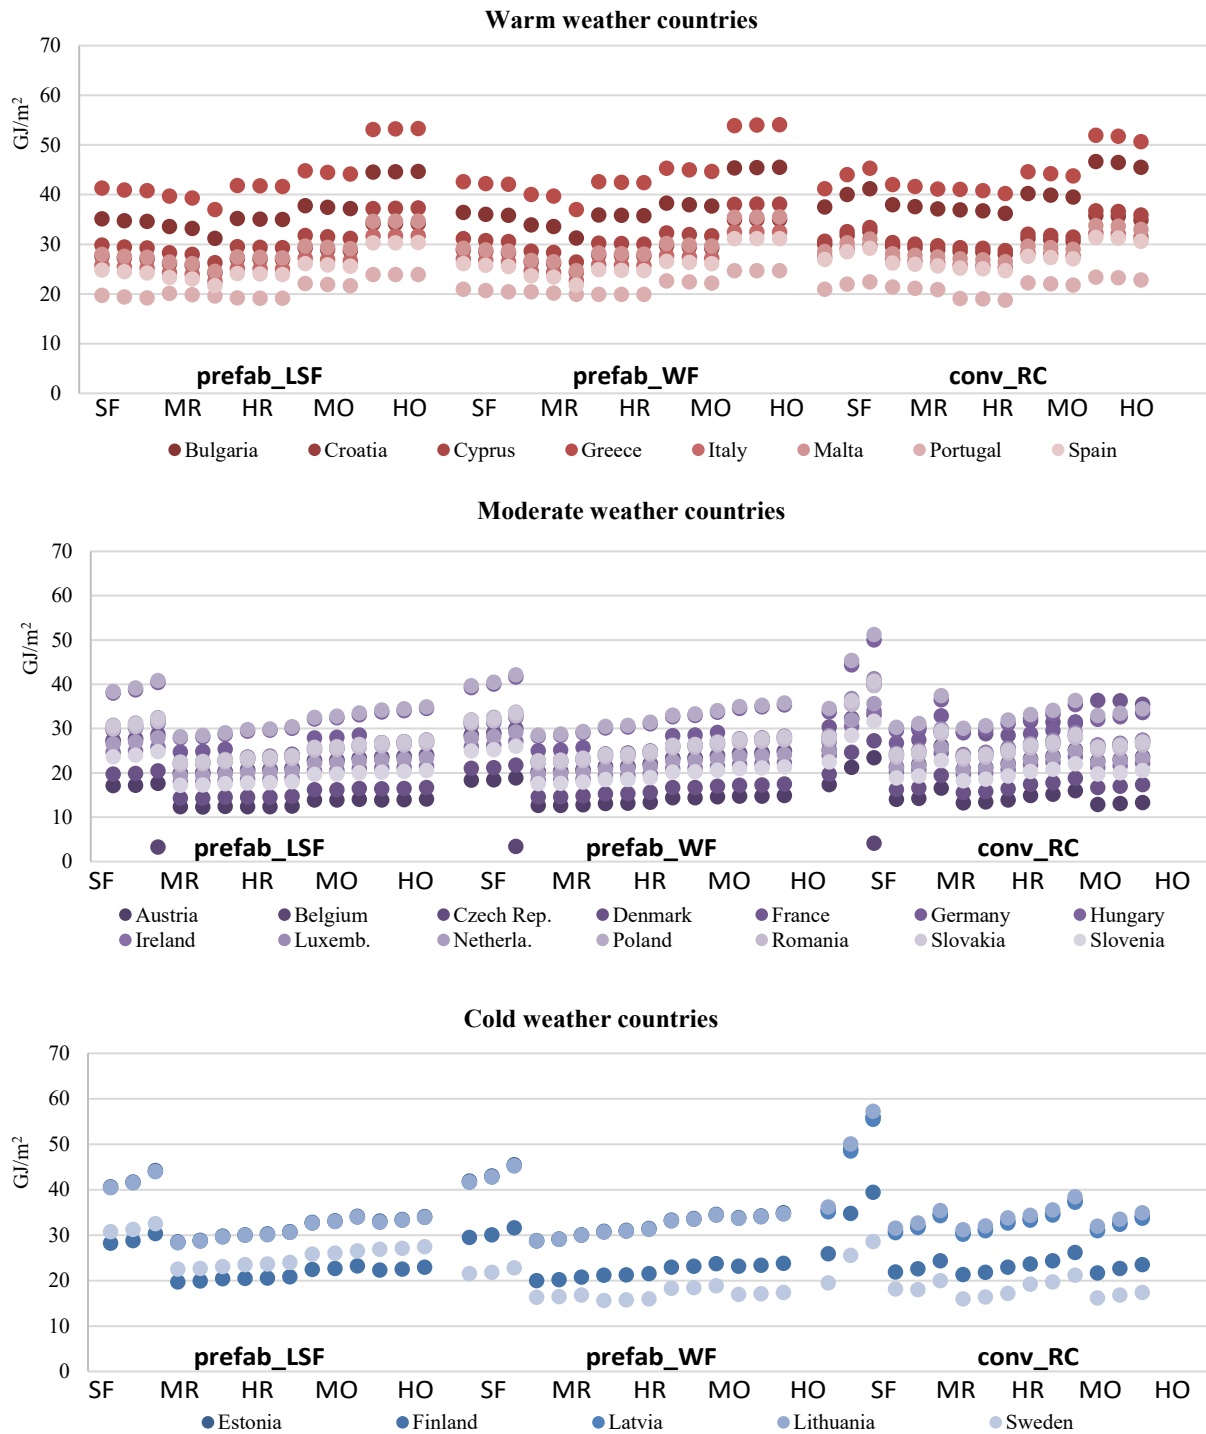 Warm weather countries
70
60
50
40
30
20
10
0
GJ/m²
prefab_LSF prefab_WF conv_RC
SF MR HR MO HO SF MR HR MO HO SF MR HR MO HO
Bulgaria Croatia Cyprus Greece Italy Malta Portugal Spain
Moderate weather countries
70
60
50
40
30
20
10
0
GJ/m²
prefab_LSF prefab_WF conv_RC
SF MR HR MO HO SF MR HR MO HO SF MR HR MO HO
Austria Belgium Czech Rep. Denmark France Germany Hungary
Ireland Luxemb. Netherla. Poland Romania Slovakia Slovenia
Cold weather countries
70
60
50
40
30
20
10
0
GJ/m²
prefab_LSF prefab_WF conv_RC
SF MR HR MO HO SF MR HR MO HO SF MR HR MO HO
Estonia Finland Latvia Lithuania Sweden